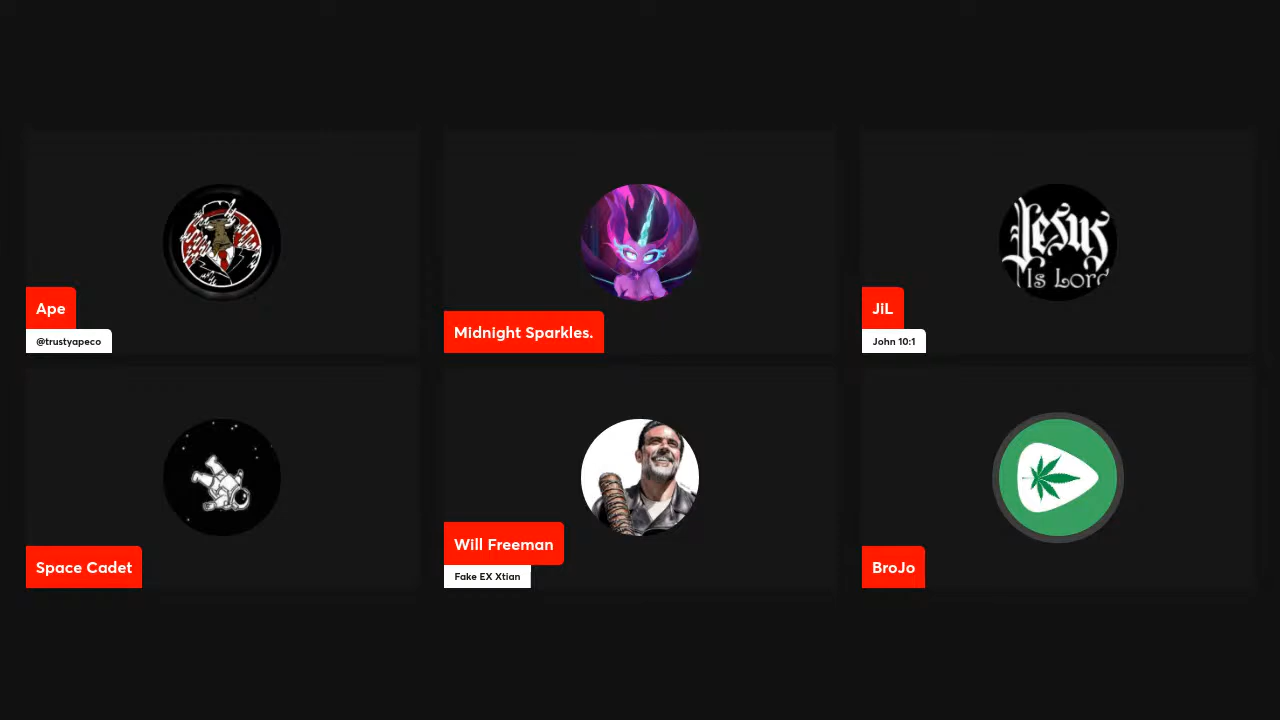 Ape
@trustyapeco
Midnight Sparkles.
Jesus
Is Lord
JiL
John 10:1
Space Cadet
Will Freeman
Fake EX Xtian
BroJo